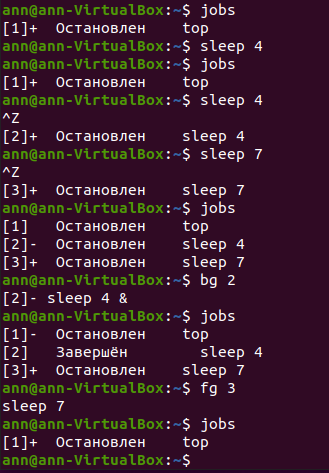 ann@ann-VirtualBox:~$ jobs
[1]+  Остановлен    top
ann@ann-VirtualBox:~$ sleep 4
ann@ann-VirtualBox:~$ jobs
[1]+  Остановлен    top
ann@ann-VirtualBox:~$ sleep 4
^Z
[2]+  Остановлен    sleep 4
ann@ann-VirtualBox:~$ sleep 7
^Z
[3]+  Остановлен    sleep 7
ann@ann-VirtualBox:~$ jobs
[1]   Остановлен    top
[2]-  Остановлен    sleep 4
[3]+  Остановлен    sleep 7
ann@ann-VirtualBox:~$ bg 2
[2]- sleep 4 &
ann@ann-VirtualBox:~$ jobs
[1]-  Остановлен    top
[2]   Завершён      sleep 4
[3]+  Остановлен    sleep 7
ann@ann-VirtualBox:~$ fg 3
sleep 7
ann@ann-VirtualBox:~$ jobs
[1]+  Остановлен    top
ann@ann-VirtualBox:~$